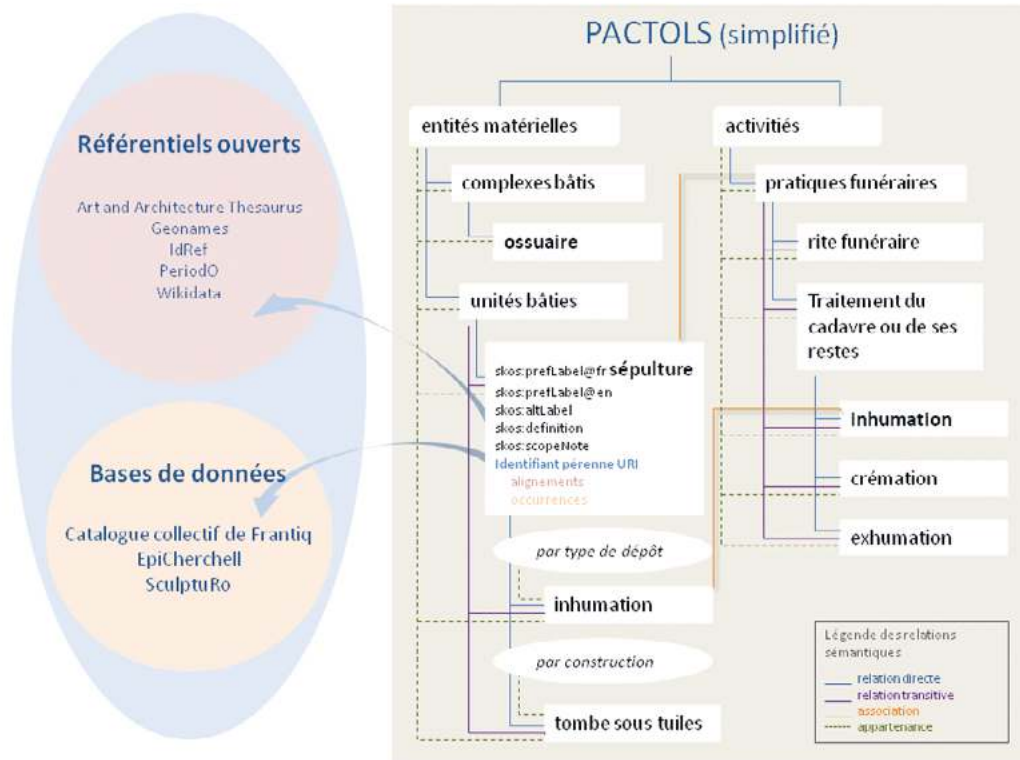 PACTOLS (simplifié)
Référentiels ouverts
Art and Architecture Thesaurus
Geonames
IdRef
PeriodO
Wikidata
Bases de données
Catalogue collectif de Frantiq
EpiCherchell
SculptuRo
entités matérielles
complexes bâtis
ossuaire
unités bâties
skos:prefLabel@fr sépulture
skos:prefLabel@en
skos:altLabel
skos:definition
skos:scopeNote
Identifiant pérenne URI
alignements
occurrences
par type de dépôt
inhumation
par construction
tombe sous tuiles
activitiés
pratiques funéraires
rite funéraire
Traitement du
cadavre ou de ses
restes
inhumation
crémation
exhumation
Légende des relations
sémantiques
relation directe
relation transitive
association
appartenance